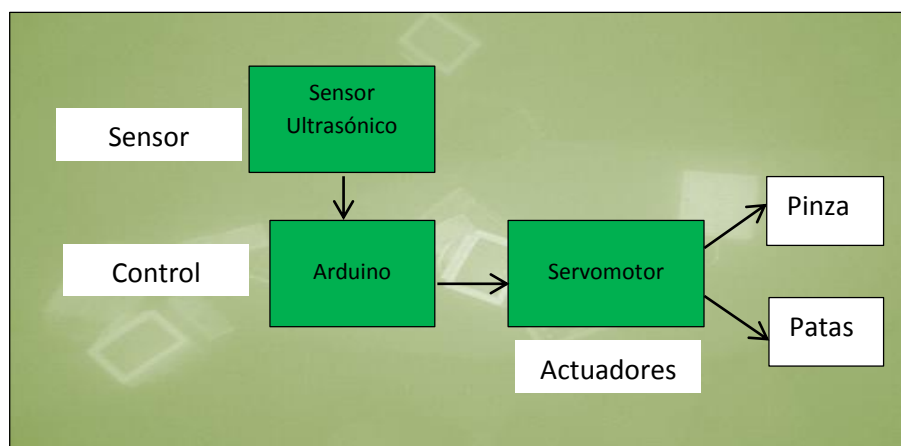 Sensor
Ultrasónico
Sensor
Pinza
Control
Arduino
Servomotor
Patas
Actuadores